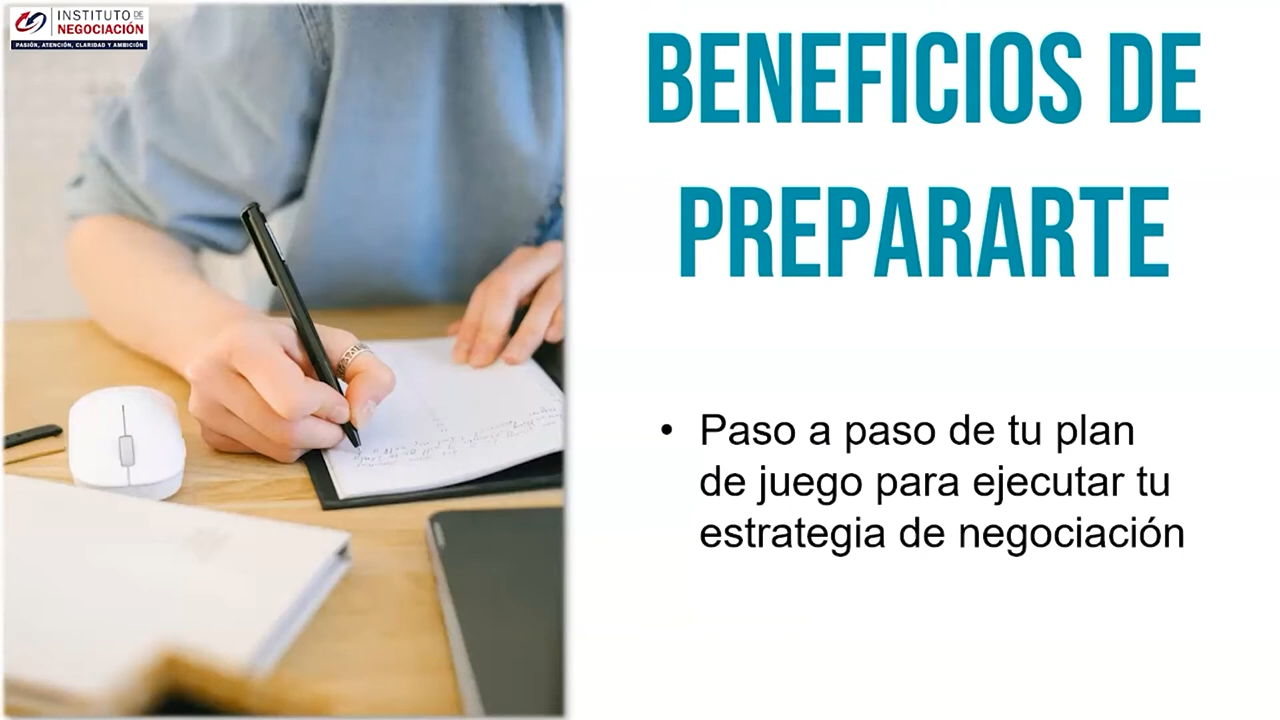 INSTITUTO DE
NEGOCIACIÓN
PASIÓN, ATENCIÓN, CLARIDAD Y AMBICIÓN
BENEFICIOS DE
PREPARARTE
• Paso a paso de tu plan
de juego para ejecutar tu
estrategia de negociación